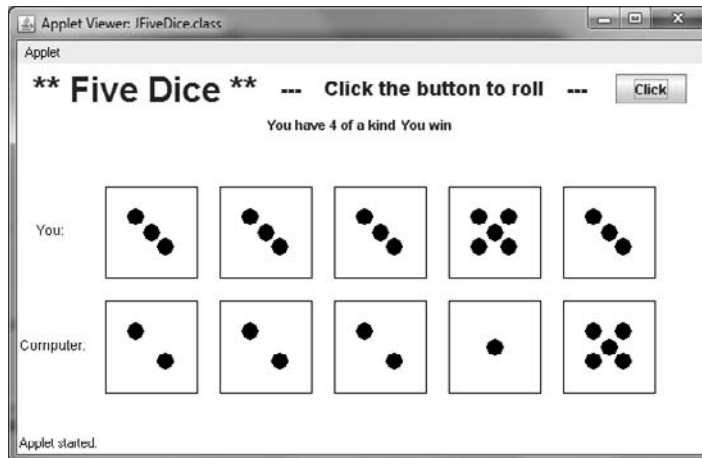 Applet Viewer: JFiveDice.class
Applet
** Five Dice ** --- Click the button to roll --- Click
You have 4 of a kind You win
You:
Computer:
Applet started.